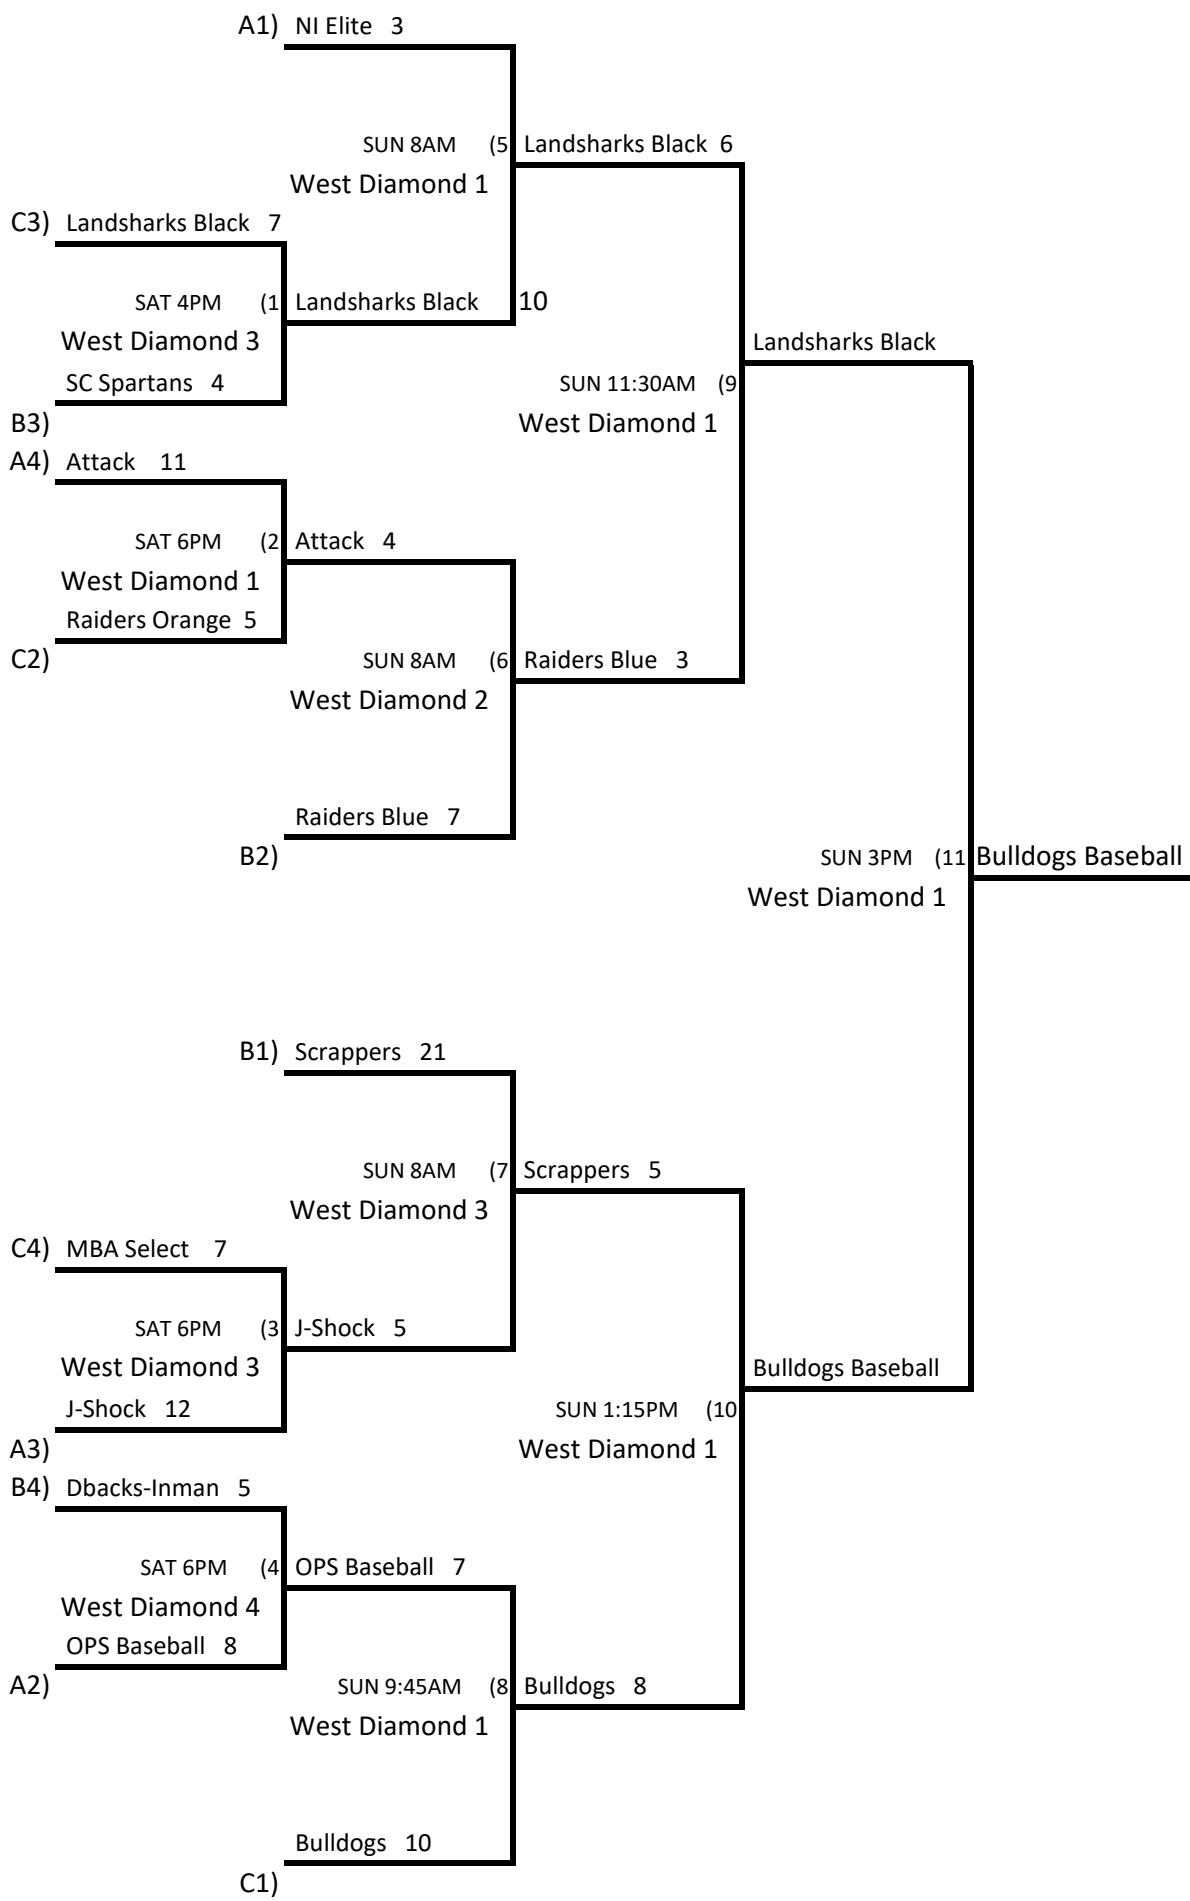 A1) NI Elite 3
SUN 8AM (5 Landsharks Black 6
West Diamond 1
C3) Landsharks Black 7
SAT 4PM (1 Landsharks Black 10
West Diamond 3
Landsharks Black
SC Spartans 4
SUN 11:30AM (9
B3)
West Diamond 1
A4) Attack 11
SAT 6PM (2 Attack 4
West Diamond 1
Raiders Orange 5
C2)
SUN 8AM (6 Raiders Blue 3
West Diamond 2
Raiders Blue 7
B2)
SUN 3PM (11 Bulldogs Baseball
West Diamond 1
B1) Scrappers 21
SUN 8AM (7 Scrappers 5
West Diamond 3
C4) MBA Select 7
SAT 6PM (3 J-Shock 5
West Diamond 3
Bulldogs Baseball
J-Shock 12
SUN 1:15PM (10
A3)
West Diamond 1
B4) Dbacks-Inman 5
SAT 6PM (4 OPS Baseball 7
West Diamond 4
OPS Baseball 8
A2)
SUN 9:45AM (8 Bulldogs 8
West Diamond 1
Bulldogs 10
C1)